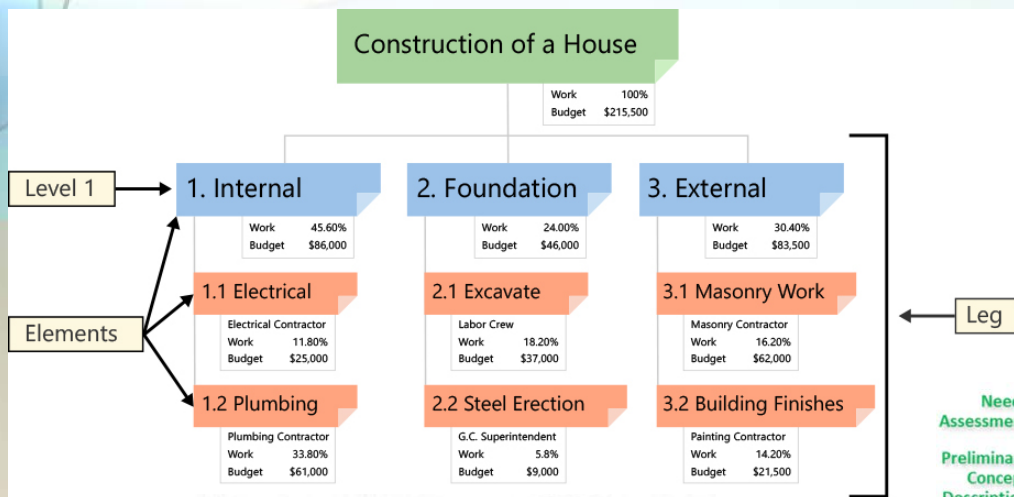 Construction of a House
Work 100%
Budget $215,500
Level 1
1. Internal
Work 45.60%
Budget $86,000
2. Foundation
Work 24.00%
Budget $46,000
3. External
Work 30.40%
Budget $83,500
Elements
1.1 Electrical
Electrical Contractor
Work 11.80%
Budget $25,000
2.1 Excavate
Labor Crew
Work 18.20%
Budget $37,000
3.1 Masonry Work
Masonry Contractor
Work 16.20%
Budget $62,000
Leg
1.2 Plumbing
Plumbing Contractor
Work 33.80%
Budget $61,000
2.2 Steel Erection
G.C. Superintendent
Work 5.8%
Budget $9,000
3.2 Building Finishes
Painting Contractor
Work 14.20%
Budget $21,500